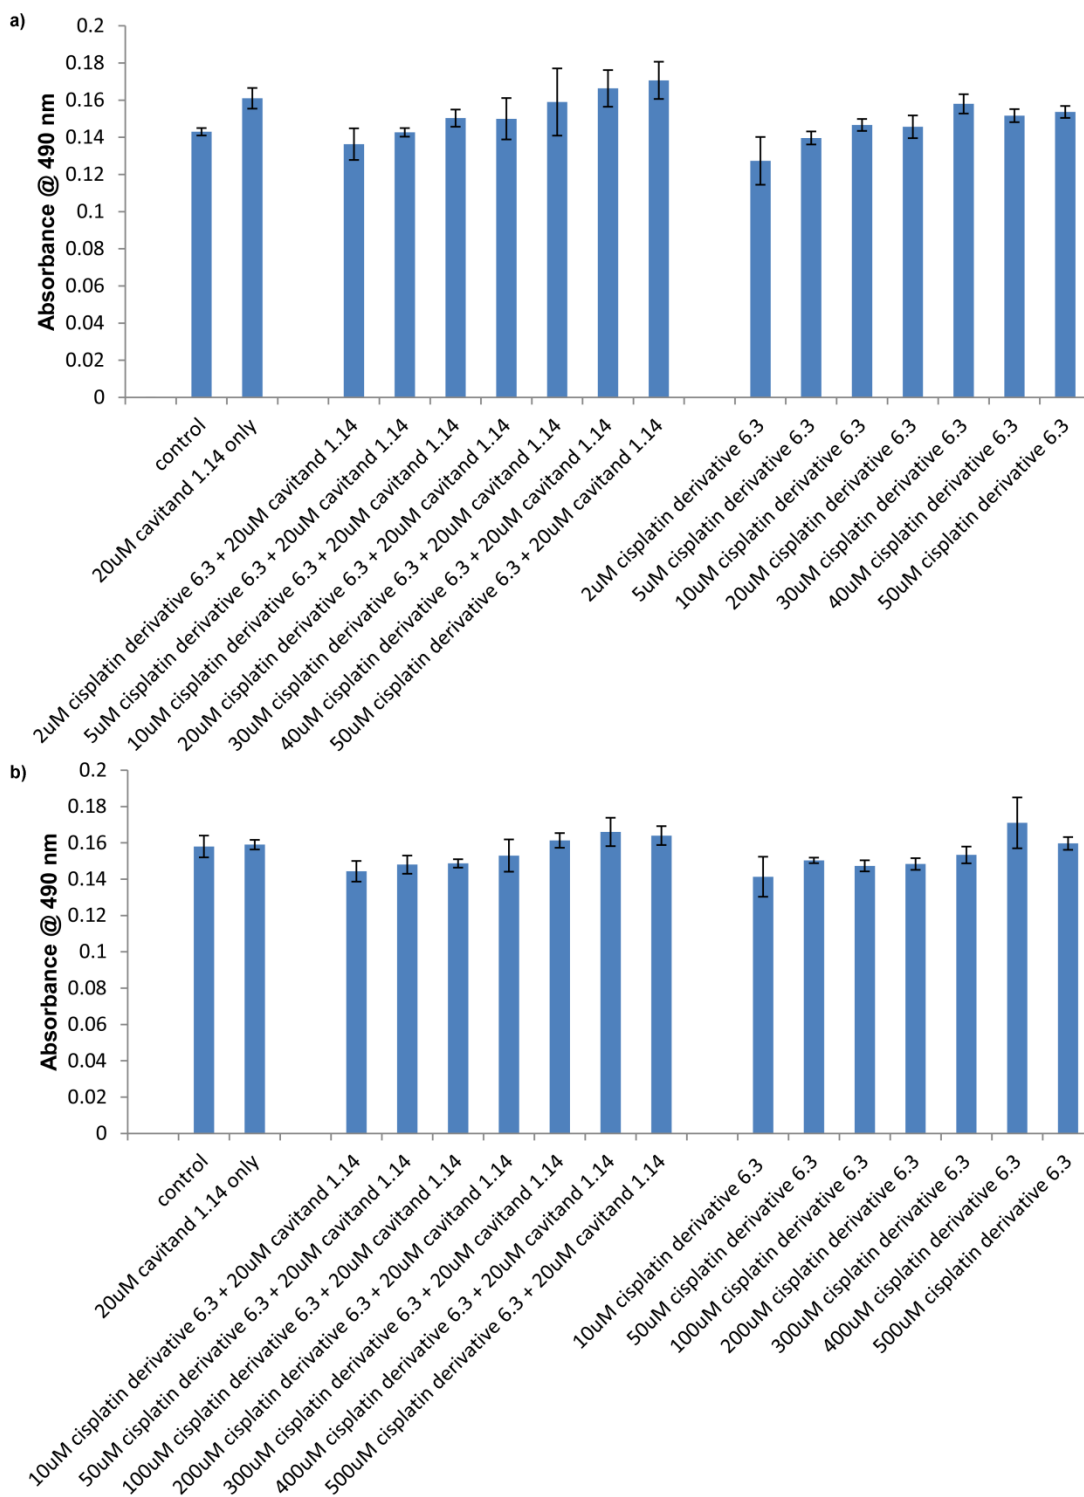 a)
Absorbance @ 490 nm
0.2
0.18
0.16
0.14
0.12
0.1
0.08
0.06
0.04
0.02
0
control
20uM cavitand 1.14 only
2uM cisplatin derivative 6.3 + 20uM cavitand 1.14
5uM cisplatin derivative 6.3 + 20uM cavitand 1.14
10uM cisplatin derivative 6.3 + 20uM cavitand 1.14
20uM cisplatin derivative 6.3 + 20uM cavitand 1.14
30uM cisplatin derivative 6.3 + 20uM cavitand 1.14
40uM cisplatin derivative 6.3 + 20uM cavitand 1.14
50uM cisplatin derivative 6.3 + 20uM cavitand 1.14
2uM cisplatin derivative 6.3
5uM cisplatin derivative 6.3
10uM cisplatin derivative 6.3
20uM cisplatin derivative 6.3
30uM cisplatin derivative 6.3
40uM cisplatin derivative 6.3
50uM cisplatin derivative 6.3
b)
Absorbance @ 490 nm
0.2
0.18
0.16
0.14
0.12
0.1
0.08
0.06
0.04
0.02
0
control
20uM cavitand 1.14 only
10uM cisplatin derivative 6.3 + 20uM cavitand 1.14
50uM cisplatin derivative 6.3 + 20uM cavitand 1.14
100uM cisplatin derivative 6.3 + 20uM cavitand 1.14
200uM cisplatin derivative 6.3 + 20uM cavitand 1.14
300uM cisplatin derivative 6.3 + 20uM cavitand 1.14
400uM cisplatin derivative 6.3 + 20uM cavitand 1.14
500uM cisplatin derivative 6.3 + 20uM cavitand 1.14
10uM cisplatin derivative 6.3
50uM cisplatin derivative 6.3
100uM cisplatin derivative 6.3
200uM cisplatin derivative 6.3
300uM cisplatin derivative 6.3
400uM cisplatin derivative 6.3
500uM cisplatin derivative 6.3